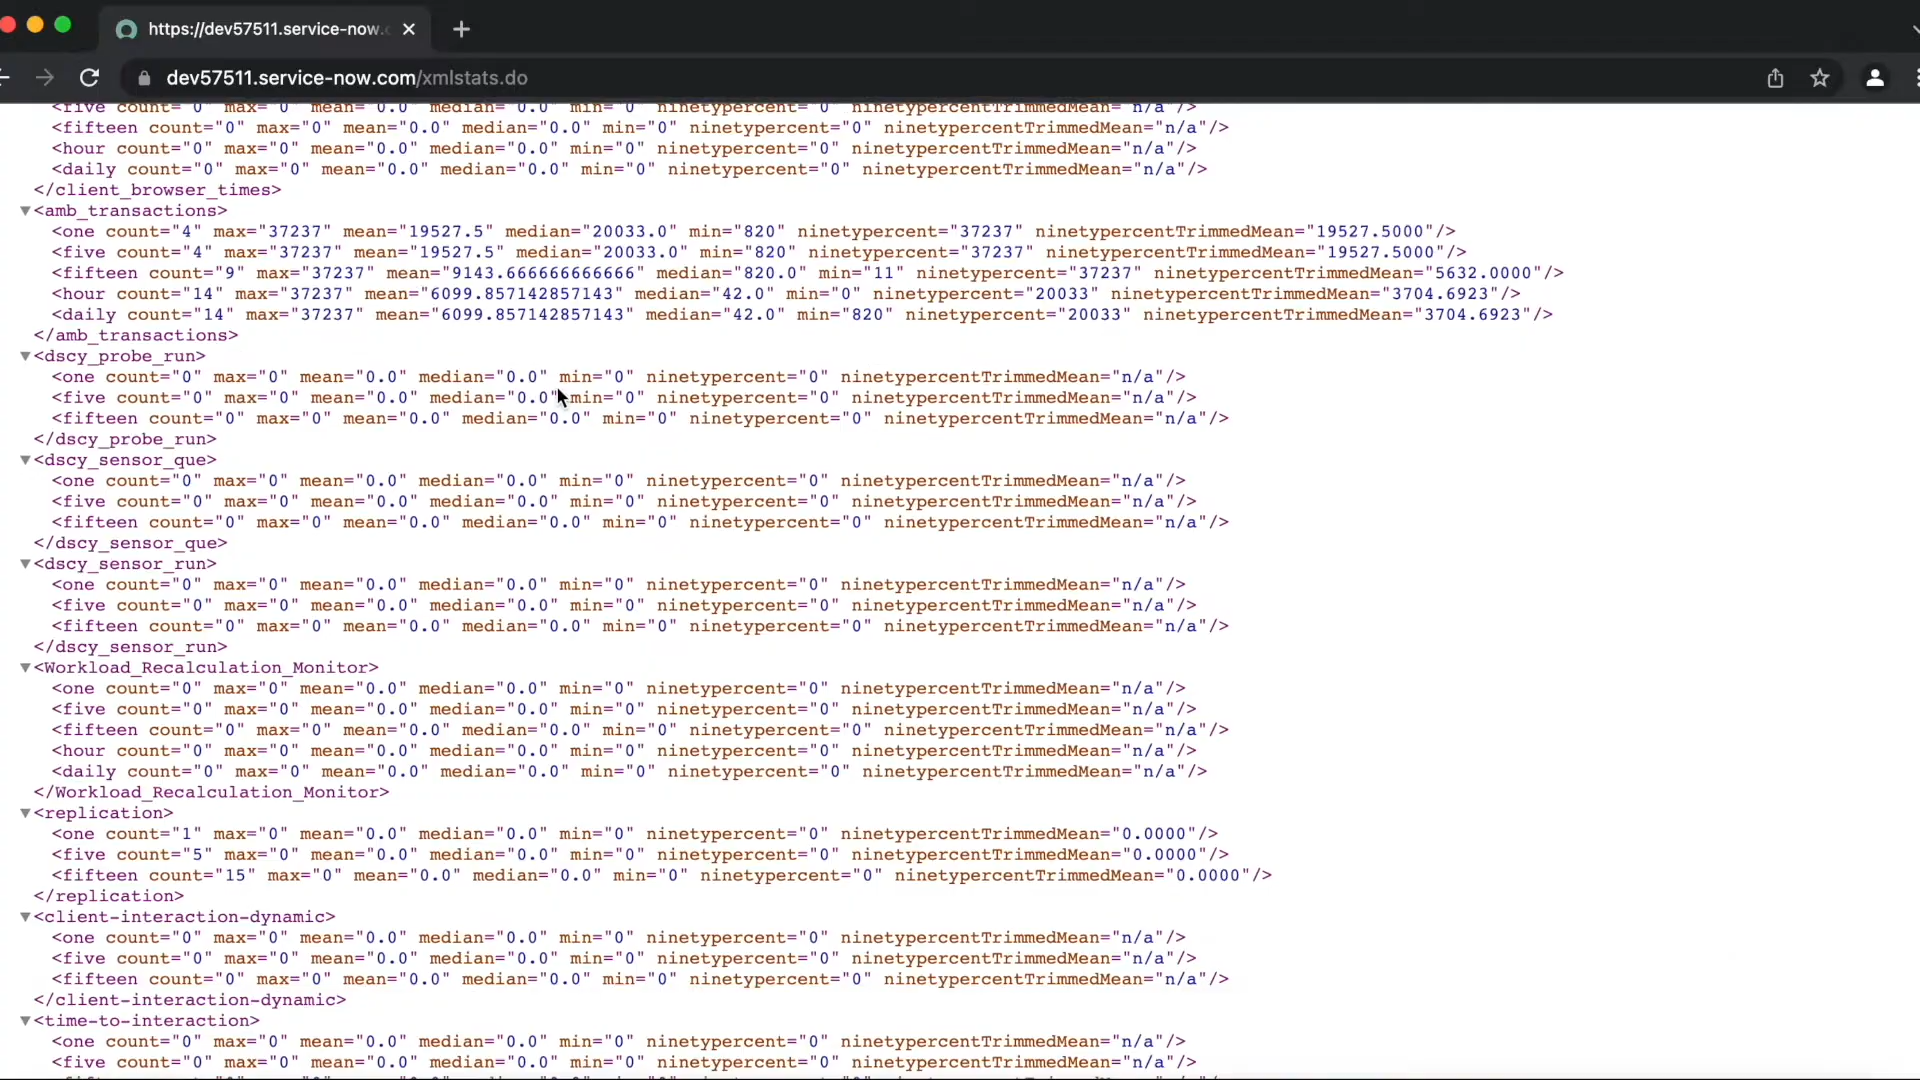 https://dev57511.service-now.
dev57511.service-now.com/xmlstats.do
<five count="0" max="0" mean="0.0" median="0.0" min="0" ninetypercent="0" ninetypercentTrimmedMean="n/a"/>
<fifteen count="0" max="0" mean="0.0" median="0.0" min="0" ninetypercent="0" ninetypercentTrimmedMean="n/a"/>
<hour count="0" max="0" mean="0.0" median="0.0" min="0" ninetypercent="0" ninetypercentTrimmedMean="n/a"/>
<daily count="0" max="0" mean="0.0" median="0.0" min="0" ninetypercent="0" ninetypercentTrimmedMean="n/a"/>
</client_browser_times>
▼<amb_transactions>
<one count="4" max="37237" mean="19527.5" median="20033.0" min="820" ninetypercent="37237" ninetypercentTrimmedMean="19527.5000"/>
<five count="4" max="37237" mean="19527.5" median="20033.0" min="820" ninetypercent="37237" ninetypercentTrimmedMean="19527.5000"/>
<fifteen count="9" max="37237" mean="9143.666666666666" median="820.0" min="11" ninetypercent="37237" ninetypercentTrimmedMean="5632.0000"/>
<hour count="14" max="37237" mean="6099.857142857143" median="42.0" min="0" ninetypercent="20033" ninetypercentTrimmedMean="3704.6923"/>
<daily count="14" max="37237" mean="6099.857142857143" median="42.0" min="820" ninetypercent="20033" ninetypercentTrimmedMean="3704.6923"/>
</amb_transactions>
▼<dscy_probe_run>
<one count="0" max="0" mean="0.0" median="0.0" min="0" ninetypercent="0" ninetypercentTrimmedMean="n/a"/>
<five count="0" max="0" mean="0.0" median="0.0" min="0" ninetypercent="0" ninetypercentTrimmedMean="n/a"/>
<fifteen count="0" max="0" mean="0.0" median="0.0" min="0" ninetypercent="0" ninetypercentTrimmedMean="n/a"/>
</dscy_probe_run>
▼<dscy_sensor_que>
<one count="0" max="0" mean="0.0" median="0.0" min="0" ninetypercent="0" ninetypercentTrimmedMean="n/a"/>
<five count="0" max="0" mean="0.0" median="0.0" min="0" ninetypercent="0" ninetypercentTrimmedMean="n/a"/>
<fifteen count="0" max="0" mean="0.0" median="0.0" min="0" ninetypercent="0" ninetypercentTrimmedMean="n/a"/>
</dscy_sensor_que>
▼<dscy_sensor_run>
<one count="0" max="0" mean="0.0" median="0.0" min="0" ninetypercent="0" ninetypercentTrimmedMean="n/a"/>
<five count="0" max="0" mean="0.0" median="0.0" min="0" ninetypercent="0" ninetypercentTrimmedMean="n/a"/>
<fifteen count="0" max="0" mean="0.0" median="0.0" min="0" ninetypercent="0" ninetypercentTrimmedMean="n/a"/>
</dscy_sensor_run>
▼<Workload_Recalculation_Monitor>
<one count="0" max="0" mean="0.0" median="0.0" min="0" ninetypercent="0" ninetypercentTrimmedMean="n/a"/>
<five count="0" max="0" mean="0.0" median="0.0" min="0" ninetypercent="0" ninetypercentTrimmedMean="n/a"/>
<fifteen count="0" max="0" mean="0.0" median="0.0" min="0" ninetypercent="0" ninetypercentTrimmedMean="n/a"/>
<hour count="0" max="0" mean="0.0" median="0.0" min="0" ninetypercent="0" ninetypercentTrimmedMean="n/a"/>
<daily count="0" max="0" mean="0.0" median="0.0" min="0" ninetypercent="0" ninetypercentTrimmedMean="n/a"/>
</Workload_Recalculation_Monitor>
▼<replication>
<one count="1" max="0" mean="0.0" median="0.0" min="0" ninetypercent="0" ninetypercentTrimmedMean="0.0000"/>
<five count="5" max="0" mean="0.0" median="0.0" min="0" ninetypercent="0" ninetypercentTrimmedMean="0.0000"/>
<fifteen count="15" max="0" mean="0.0" median="0.0" min="0" ninetypercent="0" ninetypercentTrimmedMean="0.0000"/>
</replication>
▼<client-interaction-dynamic>
<one count="0" max="0" mean="0.0" median="0.0" min="0" ninetypercent="0" ninetypercentTrimmedMean="n/a"/>
<five count="0" max="0" mean="0.0" median="0.0" min="0" ninetypercent="0" ninetypercentTrimmedMean="n/a"/>
<fifteen count="0" max="0" mean="0.0" median="0.0" min="0" ninetypercent="0" ninetypercentTrimmedMean="n/a"/>
</client-interaction-dynamic>
▼<time-to-interaction>
<one count="0" max="0" mean="0.0" median="0.0" min="0" ninetypercent="0" ninetypercentTrimmedMean="n/a"/>
<five count="0" max="0" mean="0.0" median="0.0" min="0" ninetypercent="0" ninetypercentTrimmedMean="n/a"/>